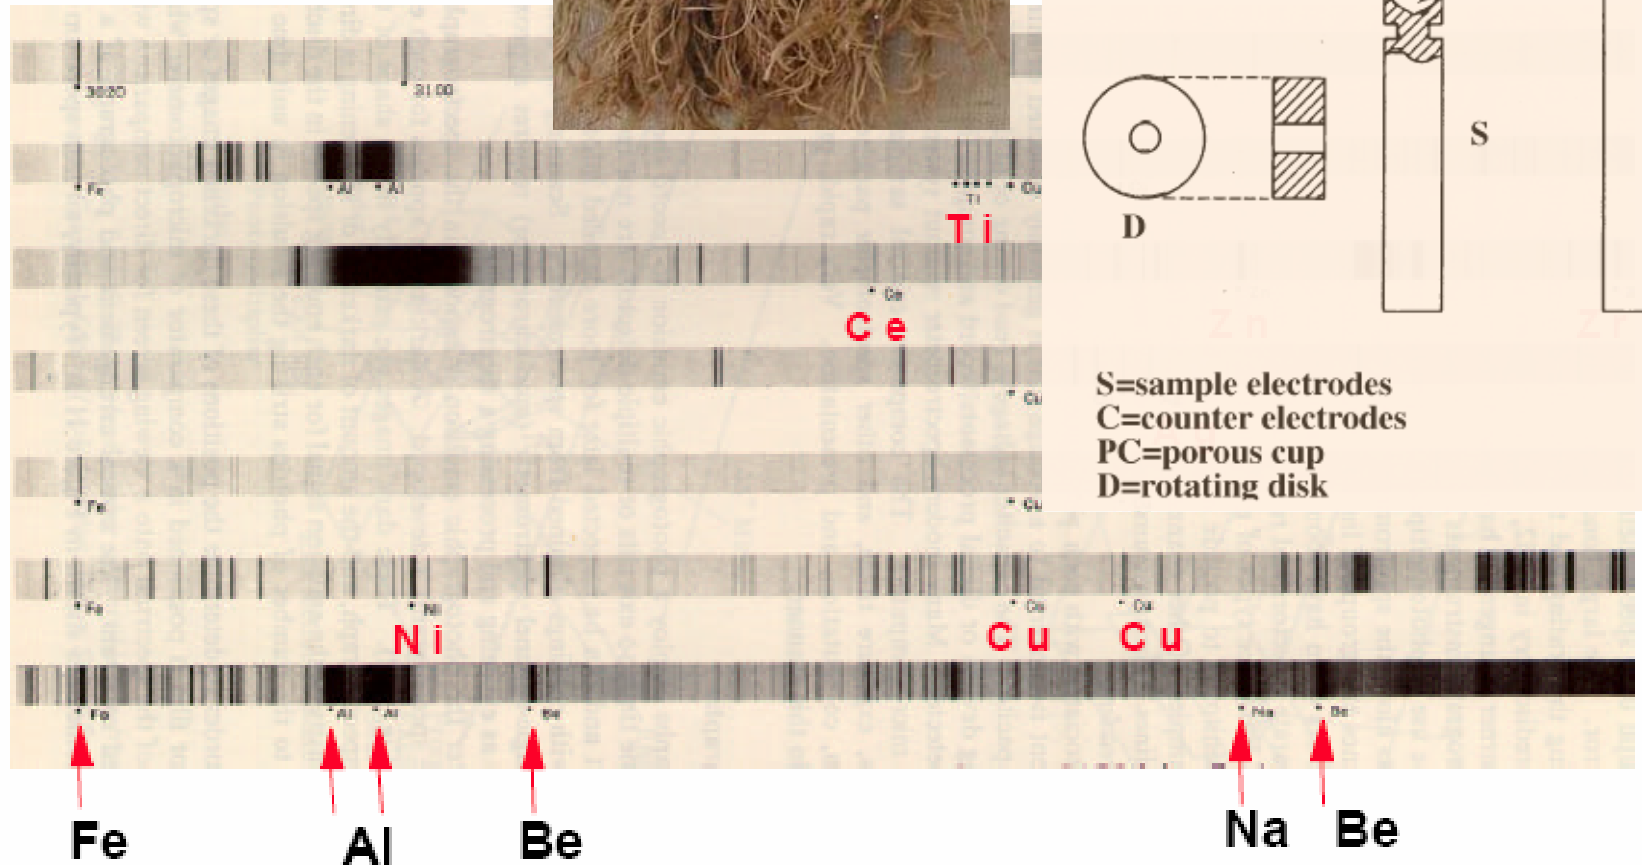 3020 3100
Fe Al Al Ti Cu
Ti
Ce
Ce
Cu
Fe Cu
Fe Ni Cu Cu
Ni Cu Cu
Fe Al Al Be Na Be
Fe Al Be Na Be
D
S
Zn Zr
S=sample electrodes
C=counter electrodes
PC=porous cup
D=rotating disk